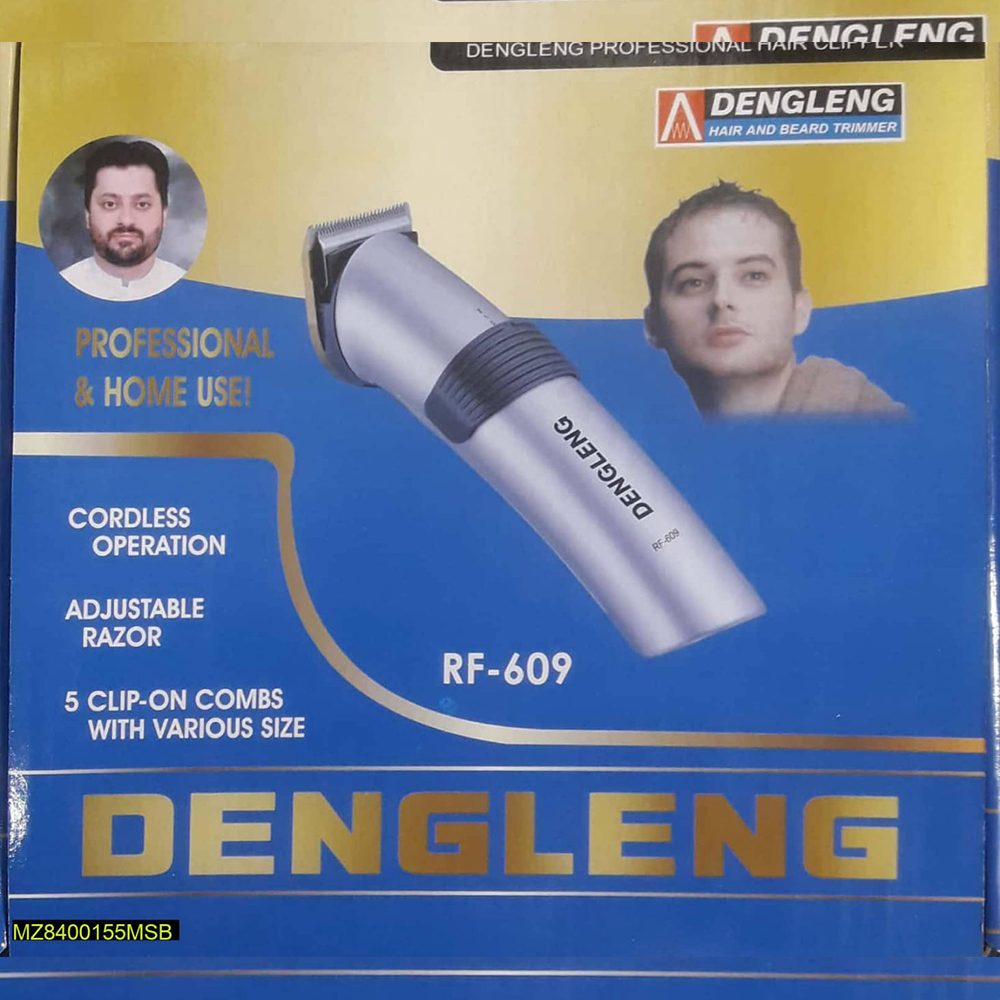 DENGLENG
DENGLENG PROFESSIONAL HAIR CLIPPER
DENGLENG
HAIR AND BEARD TRIMMER
PROFESSIONAL
& HOME USE!
DENGLENG
RF-609
CORDLESS
OPERATION
ADJUSTABLE
RAZOR
RF-609
5 CLIP-ON COMBS
WITH VARIOUS SIZE
DENGLENG
MZ8400155MSB